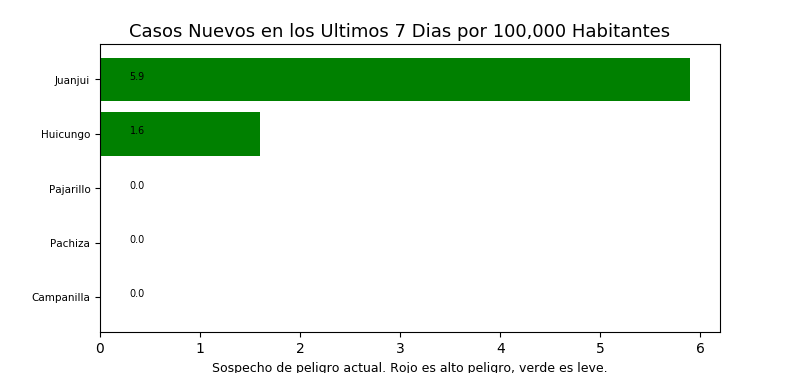 Casos Nuevos en los Ultimos 7 Dias por 100,000 Habitantes
Juanjui 5.9
Huicungo 1.6
Pajarillo 0.0
Pachiza 0.0
Campanilla 0.0
0 1 2 3 4 5 6
Sospecho de peligro actual. Rojo es alto peligro, verde es leve.